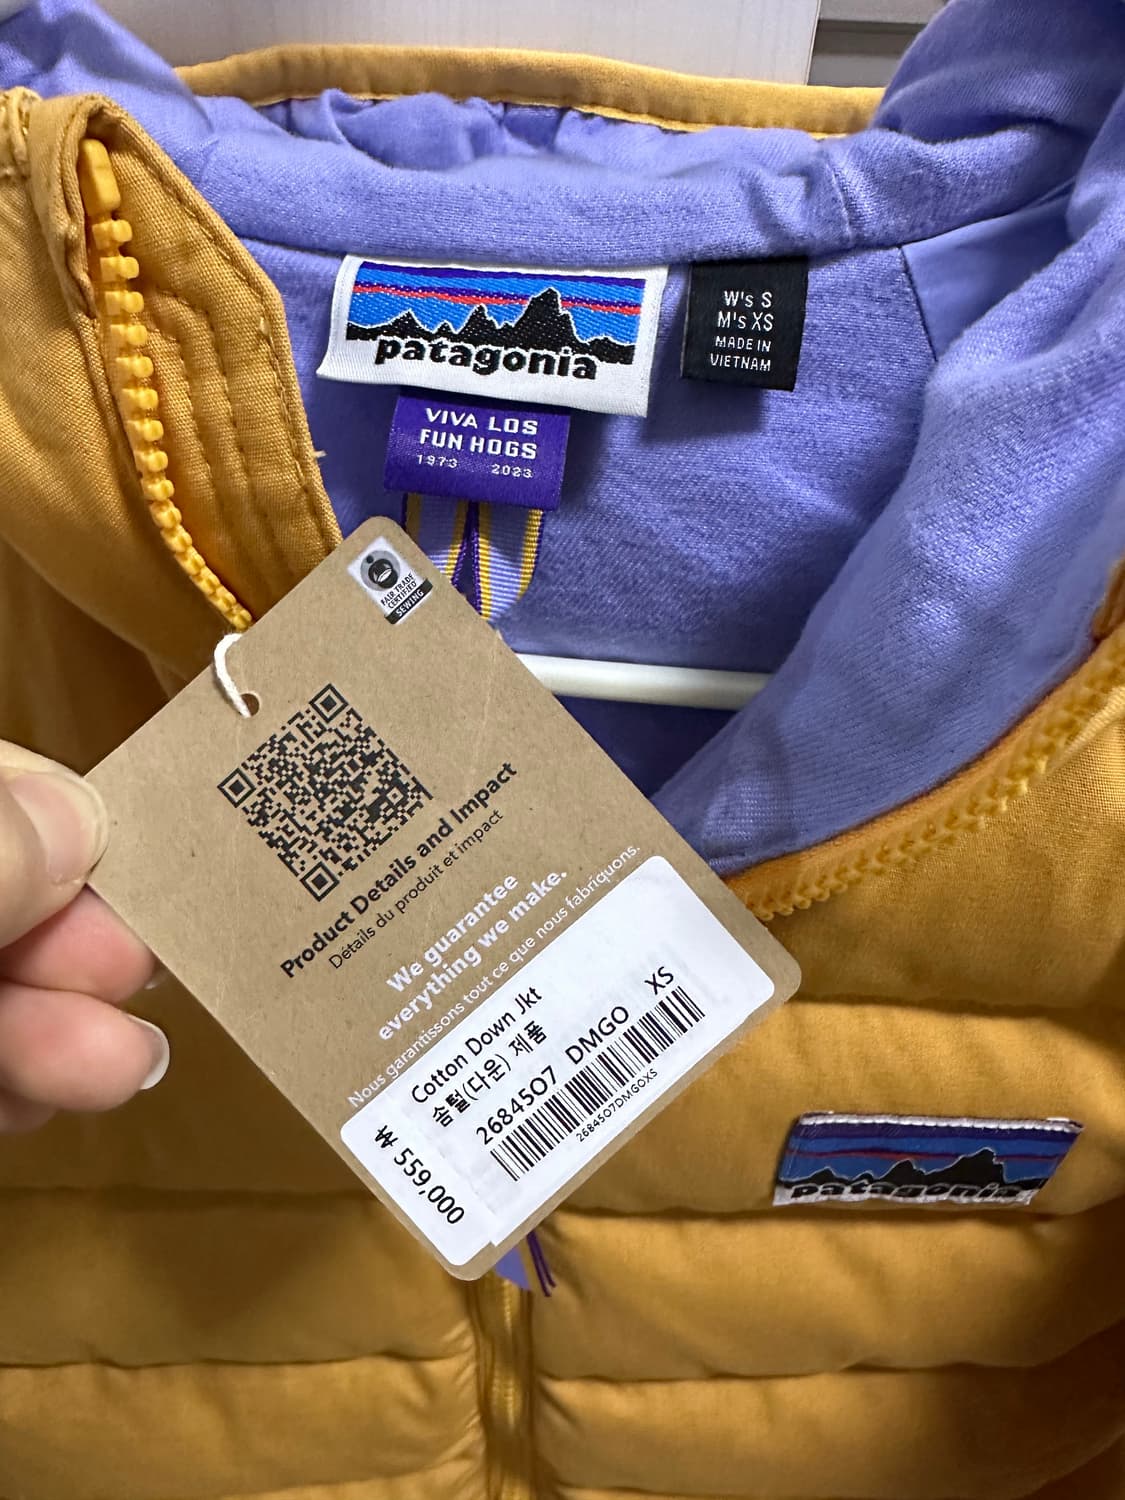 patagonia
W's S
M's XS
MADE IN
VIETNAM
VIVA LOS
FUN HOGS
1973 2023
FAIR TRADE
CERTIFIED
SEWING
Product Details and Impact
Détails du produit et impact
We guarantee
everything we make.
Nous garantissons tout ce que nous fabriquons.
Cotton Down Jkt
솜털(다운) 제품
26845O7 DMGO XS
26845O7DMGOXS
₩ 559,000
patagonia